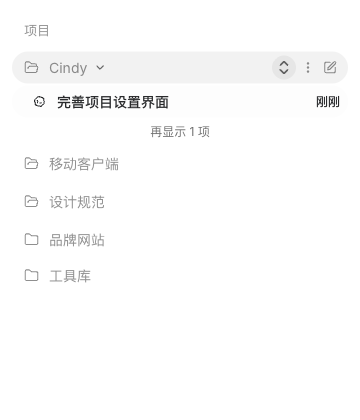 项目
Cindy
完善项目设置界面 刚刚
再显示 1 项
移动客户端
设计规范
品牌网站
工具库